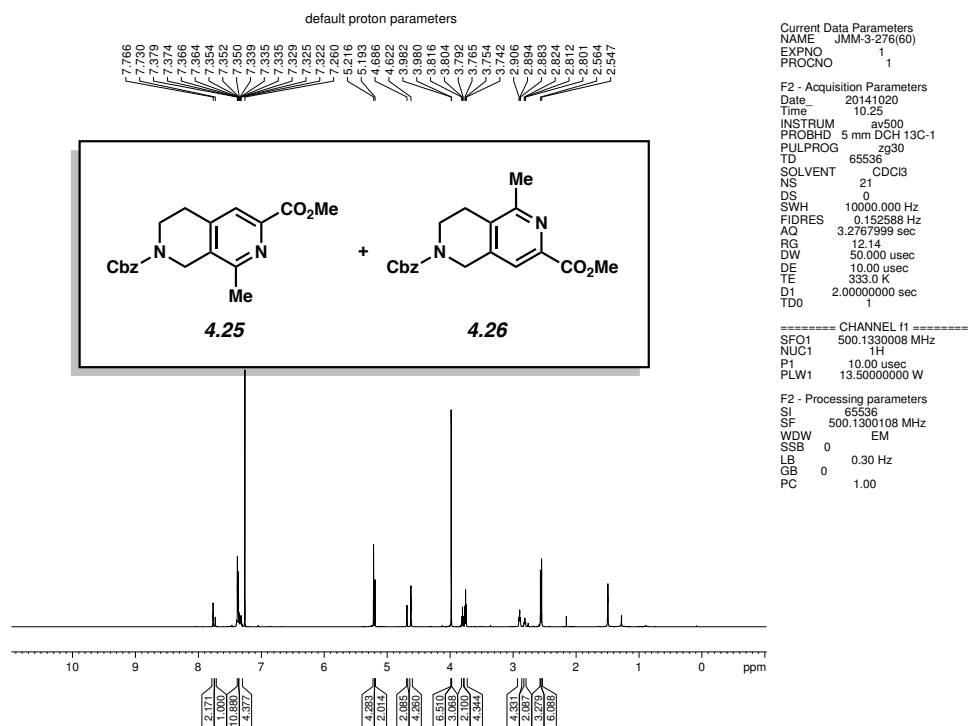 default proton parameters
7.766
7.730
7.379
7.374
7.366
7.364
7.354
7.352
7.350
7.339
7.335
7.335
7.329
7.325
7.322
7.260
5.216
5.193
4.686
4.622
3.982
3.980
3.816
3.804
3.792
3.765
3.754
3.742
2.906
2.894
2.883
2.824
2.812
2.801
2.564
2.547
Current Data Parameters
NAME JMM-3-276(60)
EXPNO 1
PROCNO 1
F2 - Acquisition Parameters
Date_ 20141020
Time 10.25
INSTRUM av500
PROBHD 5 mm DCH 13C-1
PULPROG zg30
TD 65536
SOLVENT CDCl3
NS 21
DS 0
SWH 10000.000 Hz
FIDRES 0.152588 Hz
AQ 3.2767999 sec
RG 12.14
DW 50.000 usec
DE 10.00 usec
TE 333.0 K
D1 2.00000000 sec
TD0 1
======== CHANNEL f1 ========
SFO1 500.1330008 MHz
NUC1 1H
P1 10.00 usec
PLW1 13.50000000 W
F2 - Processing parameters
SI 65536
SF 500.1300108 MHz
WDW EM
SSB 0
LB 0.30 Hz
GB 0
PC 1.00
CO2Me
N
N
Cbz
Me
4.25
+
Me
N
N
Cbz
CO2Me
4.26
10 9 8 7 6 5 4 3 2 1 0 ppm
2.171
1.000
10.880
4.377
4.283
2.014
2.085
4.260
6.510
3.068
2.100
4.344
4.331
2.087
3.279
6.088